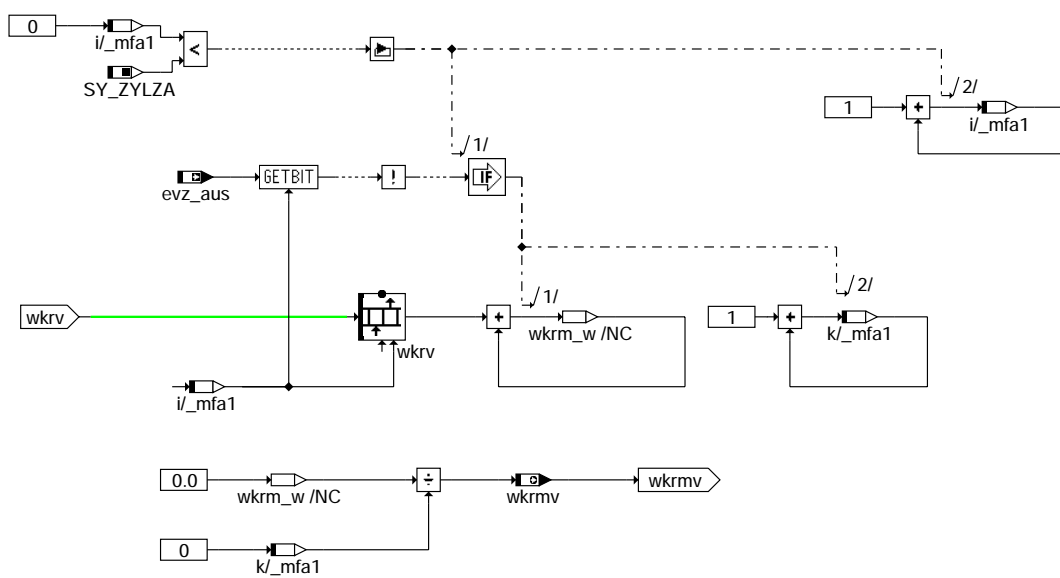 0
i/_mfa1
<
SY_ZYLZA
/2/
1
+
i/_mfa1
/1/
evz_aus
GETBIT
!
IF
/1/
/2/
wkrv
wkrv
+
wkrm_w /NC
1
+
k/_mfa1
i/_mfa1
0.0
wkrm_w /NC
÷
wkrmv
wkrmv
0
k/_mfa1